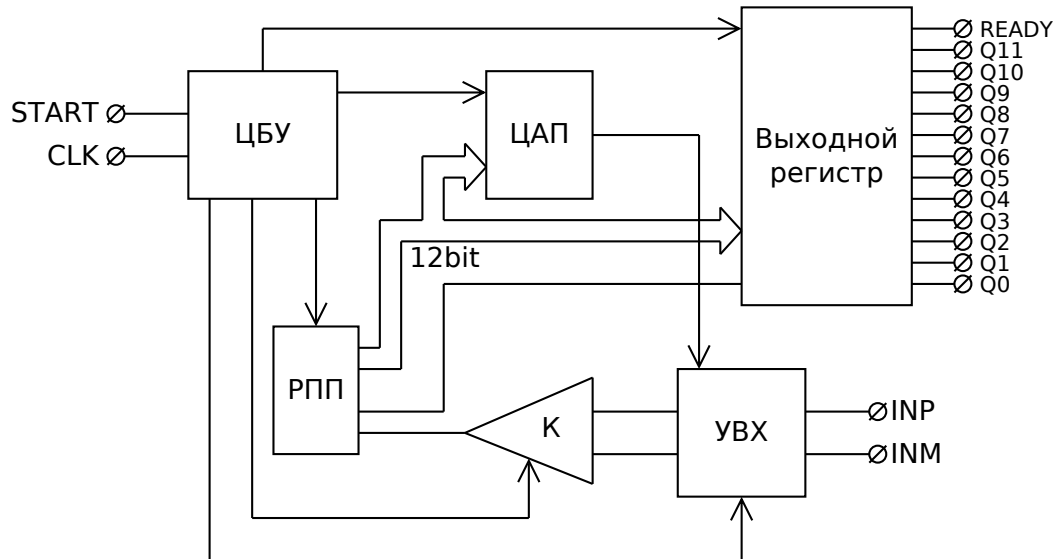 START
CLK
ЦБУ
ЦАП
Выходной
регистр
READY
Q11
Q10
Q9
Q8
Q7
Q6
Q5
Q4
Q3
Q2
Q1
Q0
12bit
РПП
К
УВХ
INP
INM